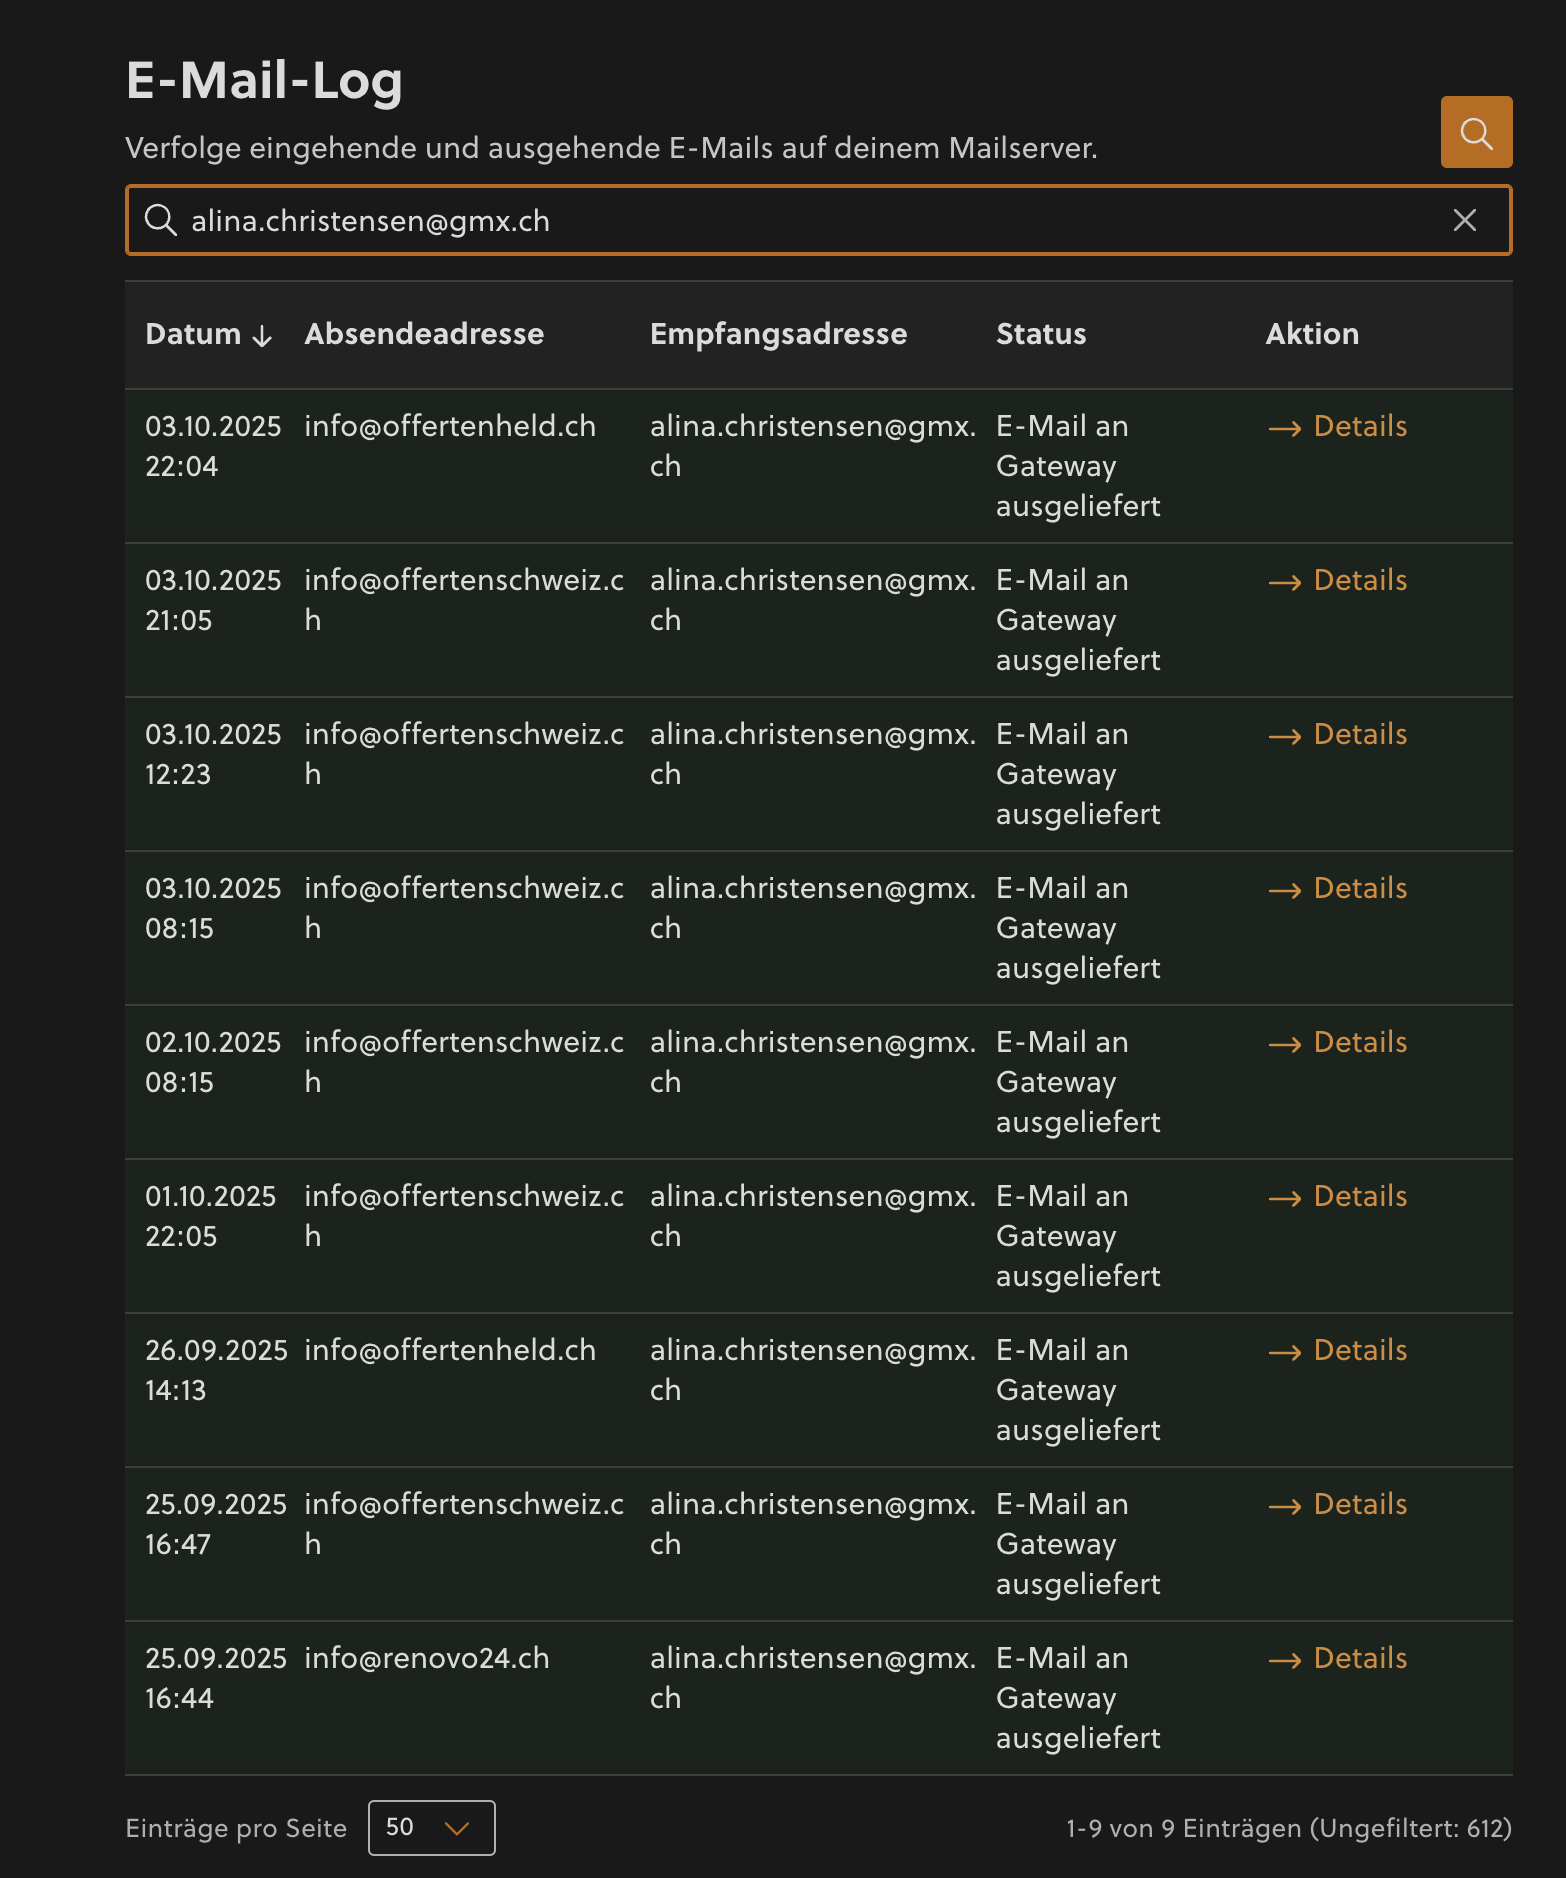 E-Mail-Log
Verfolge eingehende und ausgehende E-Mails auf deinem Mailserver.
alina.christensen@gmx.ch
Datum ↓ Absendeadresse Empfangsadresse Status Aktion
03.10.2025 info@offertenheld.ch alina.christensen@gmx. E-Mail an → Details
22:04 ch Gateway
ausgeliefert
03.10.2025 info@offertenschweiz.c alina.christensen@gmx. E-Mail an → Details
21:05 h ch Gateway
ausgeliefert
03.10.2025 info@offertenschweiz.c alina.christensen@gmx. E-Mail an → Details
12:23 h ch Gateway
ausgeliefert
03.10.2025 info@offertenschweiz.c alina.christensen@gmx. E-Mail an → Details
08:15 h ch Gateway
ausgeliefert
02.10.2025 info@offertenschweiz.c alina.christensen@gmx. E-Mail an → Details
08:15 h ch Gateway
ausgeliefert
01.10.2025 info@offertenschweiz.c alina.christensen@gmx. E-Mail an → Details
22:05 h ch Gateway
ausgeliefert
26.09.2025 info@offertenheld.ch alina.christensen@gmx. E-Mail an → Details
14:13 ch Gateway
ausgeliefert
25.09.2025 info@offertenschweiz.c alina.christensen@gmx. E-Mail an → Details
16:47 h ch Gateway
ausgeliefert
25.09.2025 info@renovo24.ch alina.christensen@gmx. E-Mail an → Details
16:44 ch Gateway
ausgeliefert
Einträge pro Seite 50 1-9 von 9 Einträgen (Ungefiltert: 612)